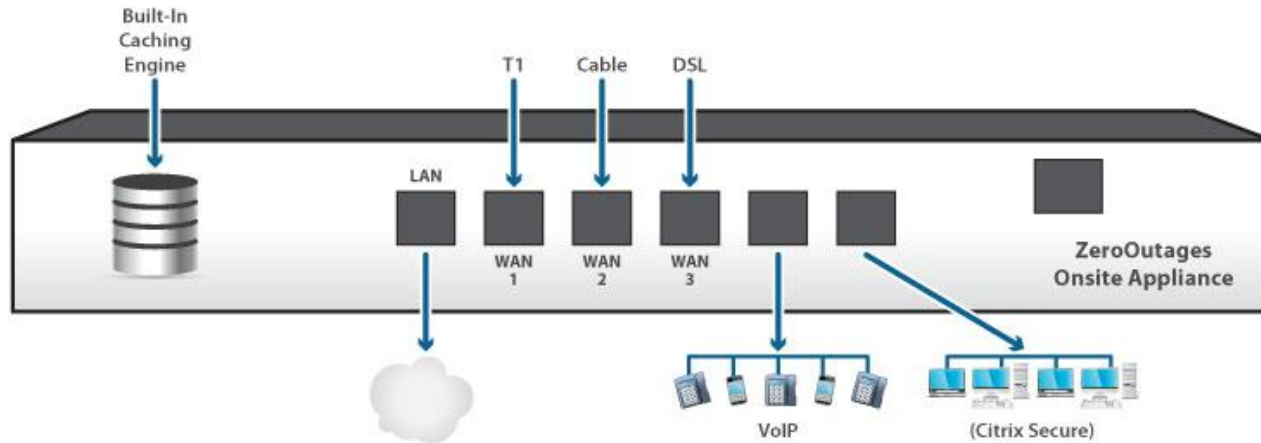 Built-In
Caching
Engine
T1
Cable
DSL
LAN
WAN
1
WAN
2
WAN
3
ZeroOutages
Onsite Appliance
VoIP
(Citrix Secure)